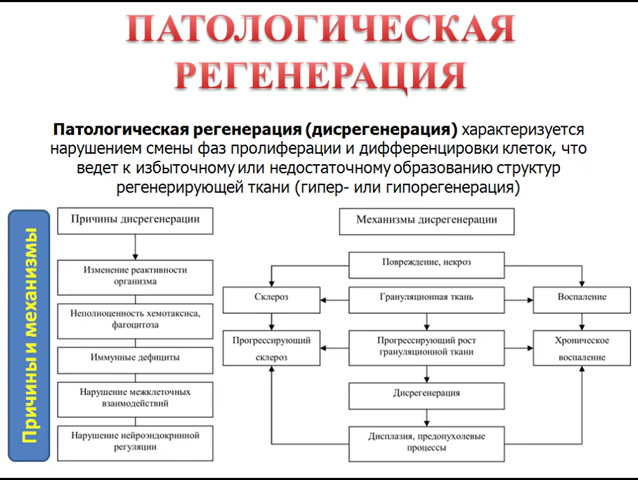 ПАТОЛОГИЧЕСКАЯ
РЕГЕНЕРАЦИЯ
Патологическая регенерация (дисрегенерация) характеризуется
нарушением смены фаз пролиферации и дифференцировки клеток, что
ведет к избыточному или недостаточному образованию структур
регенерирующей ткани (гипер- или гипорегенерация)
Причины и механизмы
Причины дисрегенерации
Изменение реактивности
организма
Неполноценность хемотаксиса,
фагоцитоза
Иммунные дефициты
Нарушение межклеточных
взаимодействий
Нарушение нейроэндокринной
регуляции
Механизмы дисрегенерации
Повреждение, некроз
Склероз
Грануляционная ткань
Воспаление
Прогрессирующий
склероз
Прогрессирующий рост
грануляционной ткани
Хроническое
воспаление
Дисрегенерация
Дисплазия, предопухолевые
процессы